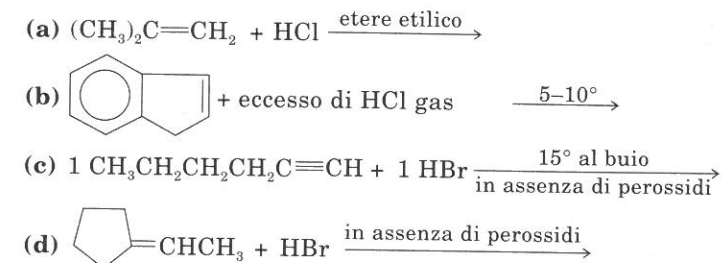 (a) (CH₃)₂C=CH₂ + HCl etere etilico
(b) + eccesso di HCl gas 5–10°
(c) 1 CH₃CH₂CH₂CH₂C≡CH + 1 HBr 15° al buio in assenza di perossidi
(d) =CHCH₃ + HBr in assenza di perossidi